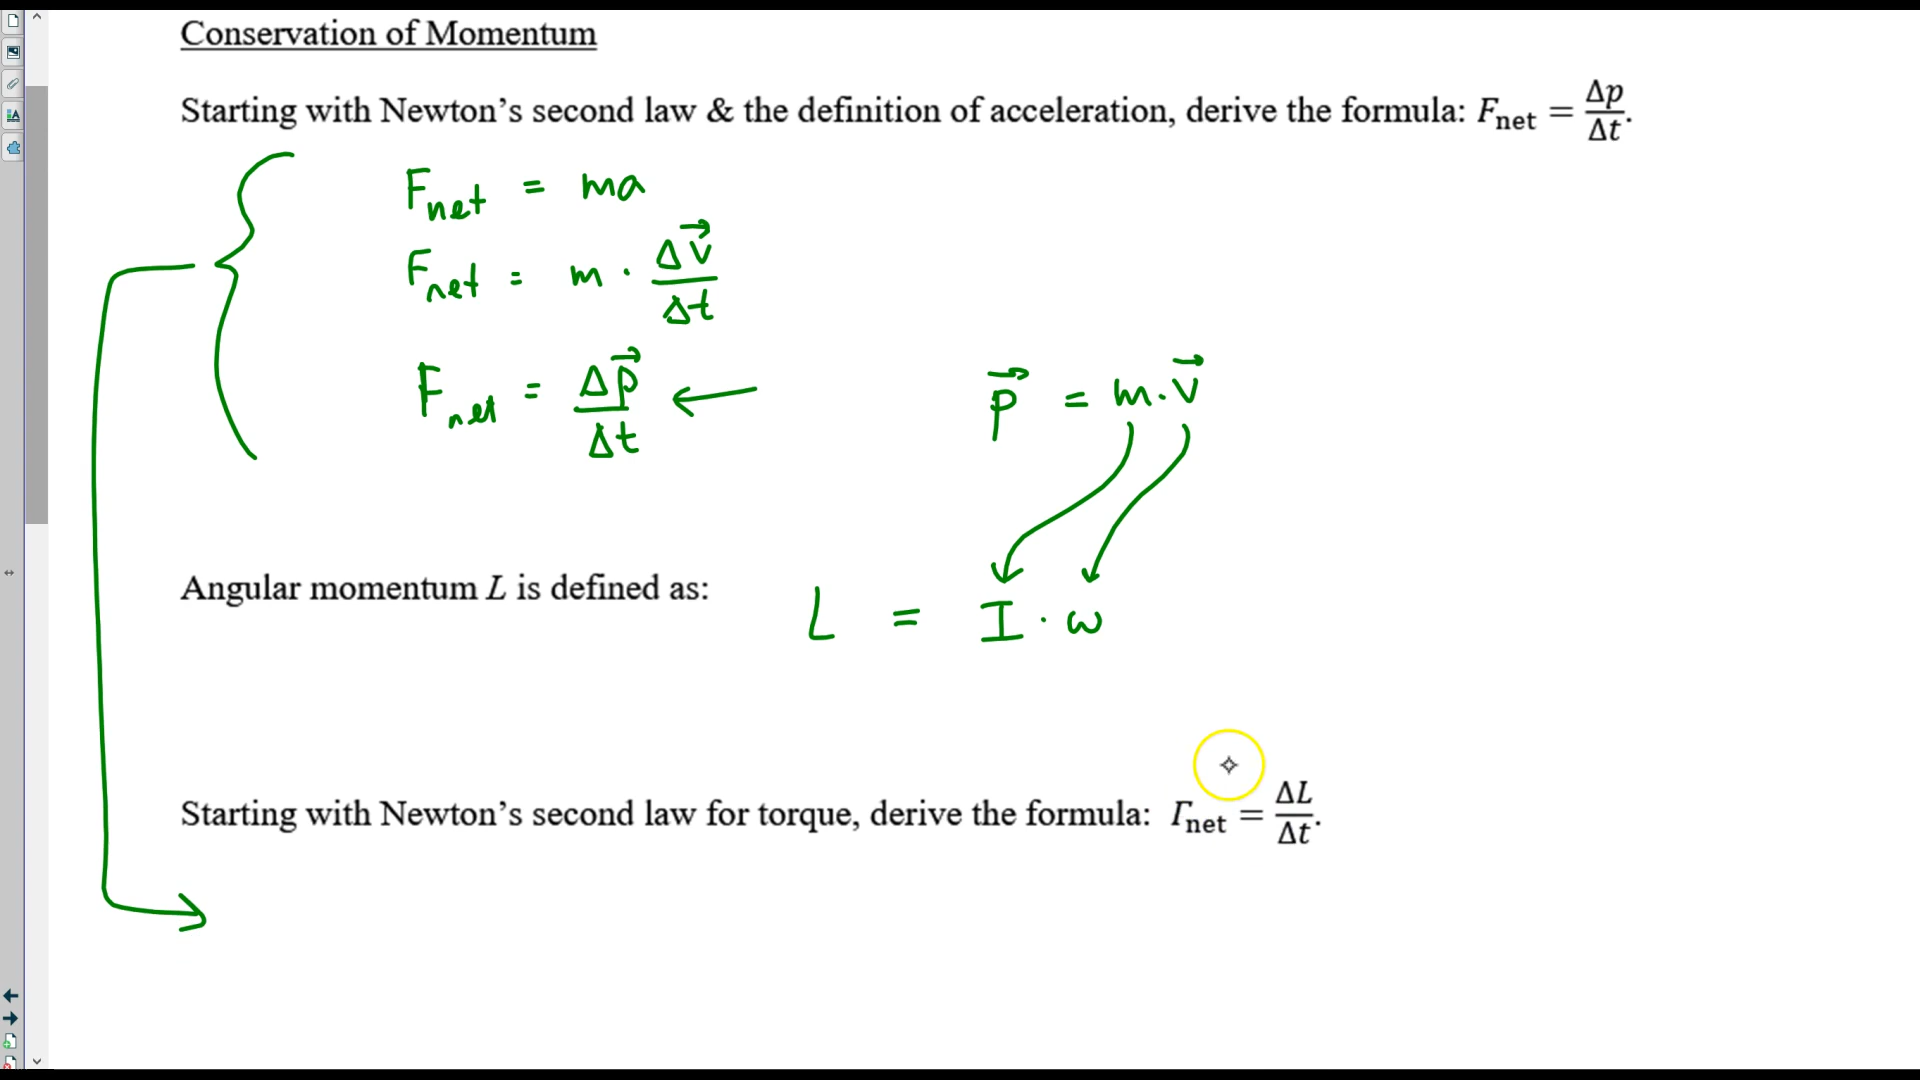 Conservation of Momentum
Starting with Newton's second law & the definition of acceleration, derive the formula: Fnet = Δp/Δt.
Fnet = ma
Fnet = m · Δv⃗/Δt
Fnet = Δp⃗/Δt
p⃗ = m · v⃗
Angular momentum L is defined as: L = I · ω
Starting with Newton's second law for torque, derive the formula: Γnet = ΔL/Δt.